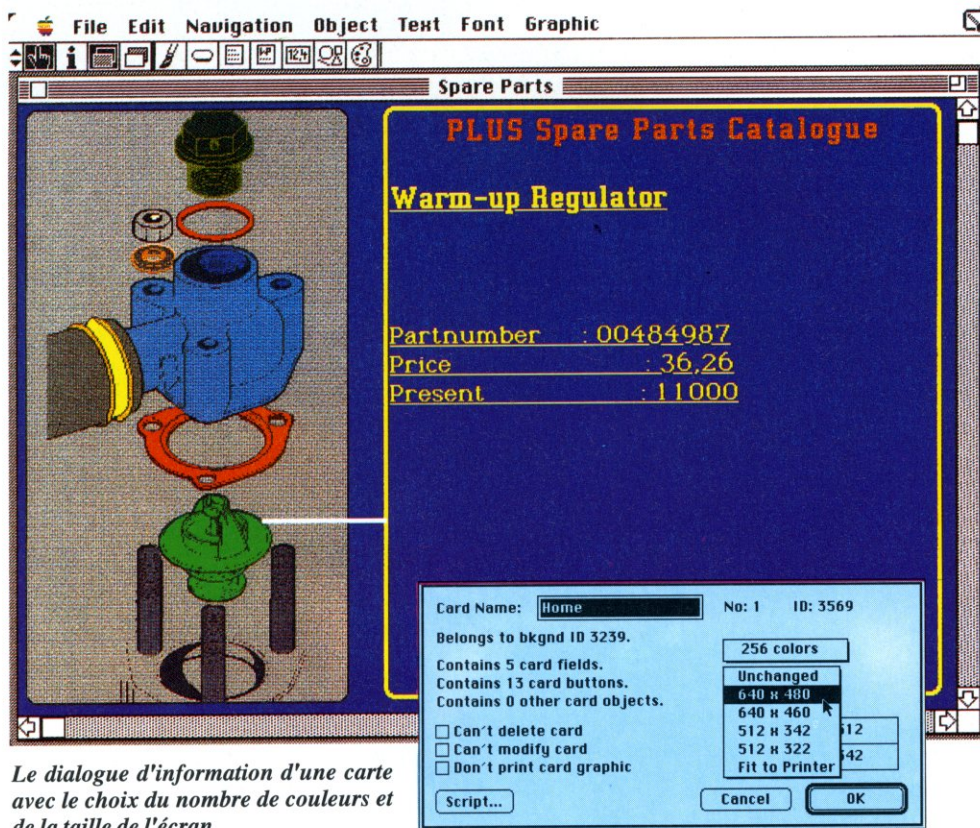 File Edit Navigation Object Text Font Graphic
Spare Parts
PLUS Spare Parts Catalogue
Warm-up Regulator
Partnumber : 00484987
Price : 36,26
Present : 11000
Card Name: Home No: 1 ID: 3569
Belongs to bkgnd ID 3239.
256 colors
Contains 5 card fields.
Contains 13 card buttons.
Contains 0 other card objects.
Unchanged
640 x 480
640 x 460
512 x 342
512 x 322
Fit to Printer
512
342
Can't delete card
Can't modify card
Don't print card graphic
Script... Cancel OK
Le dialogue d'information d'une carte
avec le choix du nombre de couleurs et
de la taille de l'écran